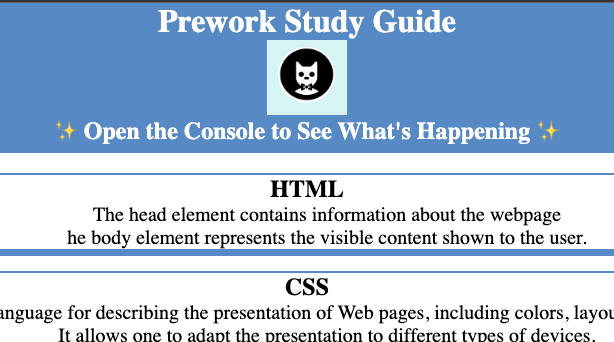 Prework Study Guide
✨ Open the Console to See What's Happening ✨
HTML
The head element contains information about the webpage
he body element represents the visible content shown to the user.
CSS
anguage for describing the presentation of Web pages, including colors, layou
It allows one to adapt the presentation to different types of devices.